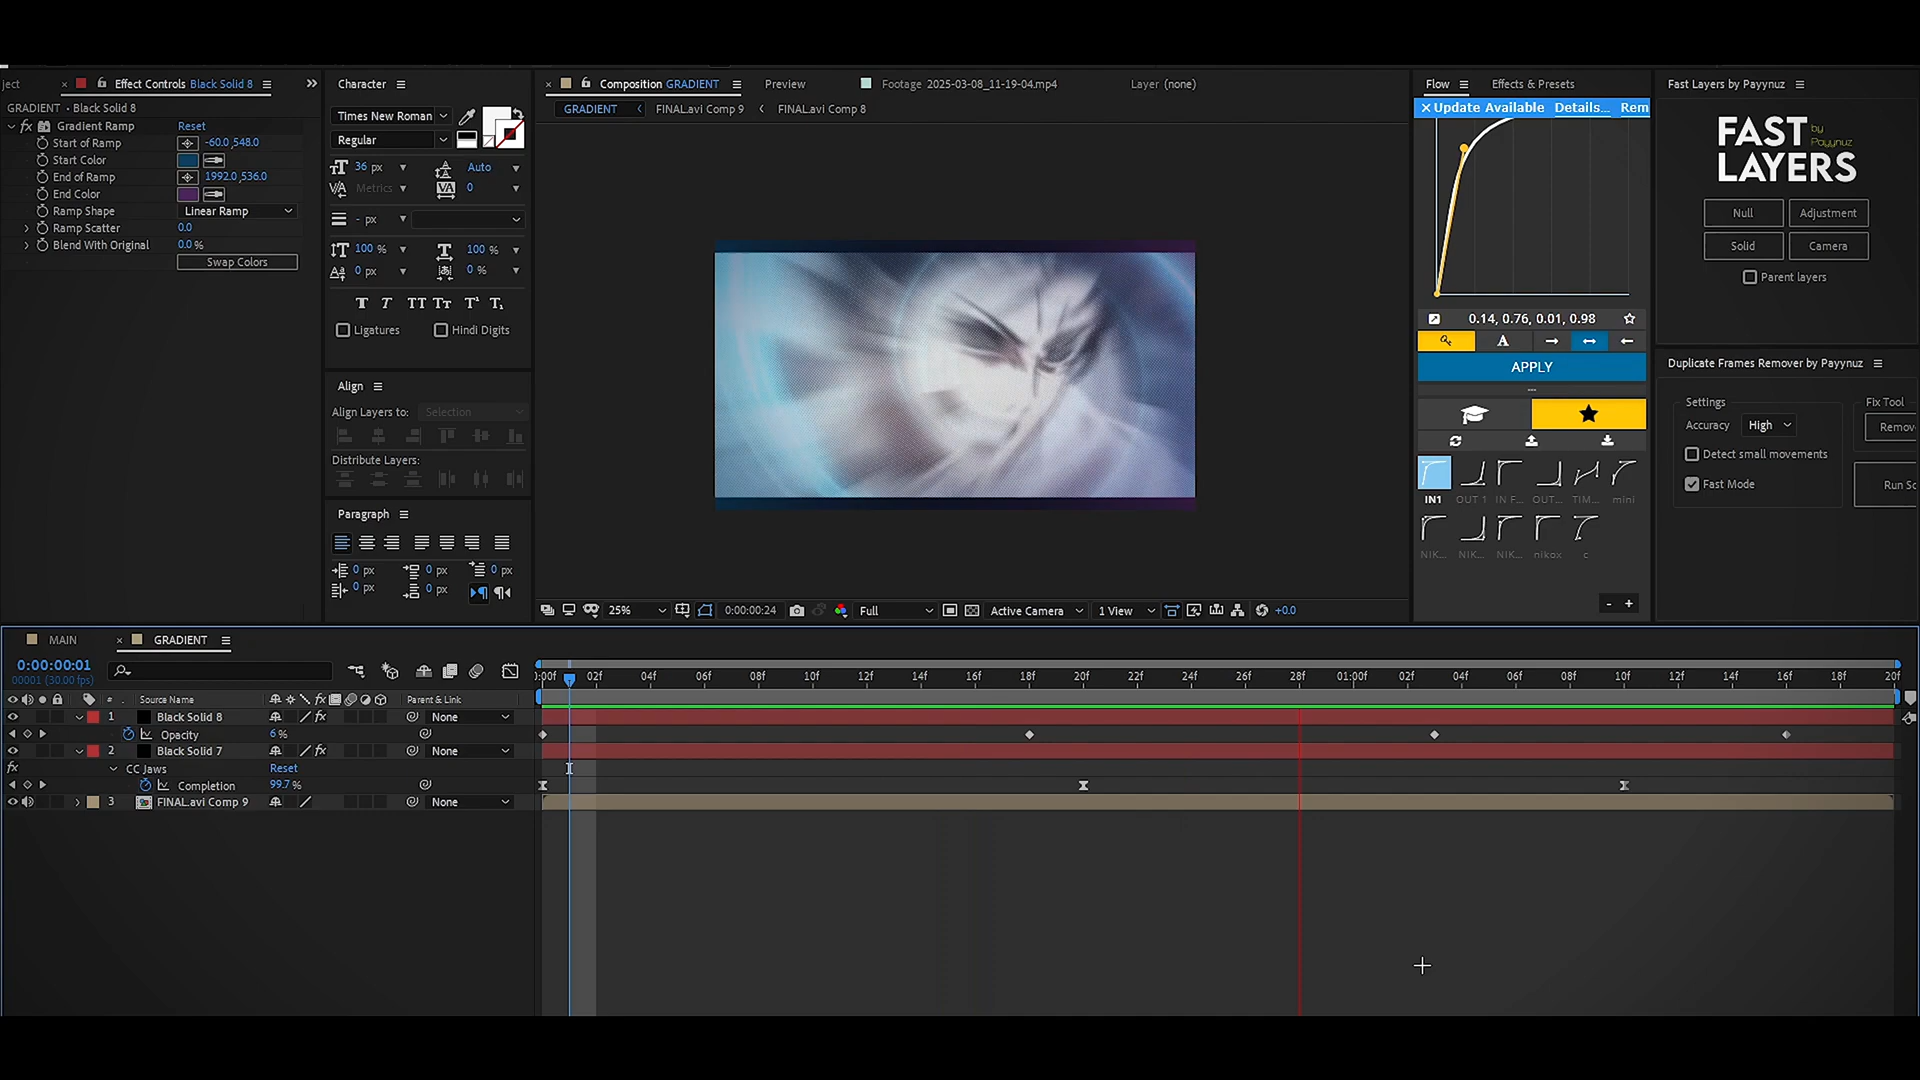 ject
Effect Controls Black Solid 8
GRADIENT • Black Solid 8
fx Gradient Ramp Reset
Start of Ramp -60.0,548.0
Start Color
End of Ramp 1992.0,536.0
End Color
Ramp Shape Linear Ramp
Ramp Scatter 0.0
Blend With Original 0.0 %
Swap Colors
Character
Times New Roman
Regular
36 px Auto
Metrics 0
- px
100 % 100 %
0 px 0 %
T T TT Tt T¹ T₁
Ligatures Hindi Digits
Align
Align Layers to: Selection
Distribute Layers:
Paragraph
0 px 0 px 0 px
0 px 0 px
Composition GRADIENT Preview Footage 2025-03-08_11-19-04.mp4 Layer (none)
GRADIENT FINAL.avi Comp 9 FINAL.avi Comp 8
25% 0:00:00:24 Full Active Camera 1 View +0.0
Flow Effects & Presets
Update Available Details... Rem
0.14, 0.76, 0.01, 0.98
A
APPLY
IN1 OUT 1 IN F... OUT... TIM... mini
NIK... NIK... NIK... nikox c
- +
Fast Layers by Payynuz
FAST by
Payynuz
LAYERS
Null Adjustment
Solid Camera
Parent layers
Duplicate Frames Remover by Payynuz
Settings Fix Tool
Accuracy High Remov
Detect small movements
Fast Mode Run Sc
MAIN GRADIENT
0:00:00:01
00001 (30.00 fps)
0:00f 02f 04f 06f 08f 10f 12f 14f 16f 18f 20f 22f 24f 26f 28f 01:00f 02f 04f 06f 08f 10f 12f 14f 16f 18f 20f
# Source Name fx Parent & Link
1 Black Solid 8 fx None
Opacity 6 %
2 Black Solid 7 fx None
fx CC Jaws Reset
Completion 99.7 %
3 FINAL.avi Comp 9 None